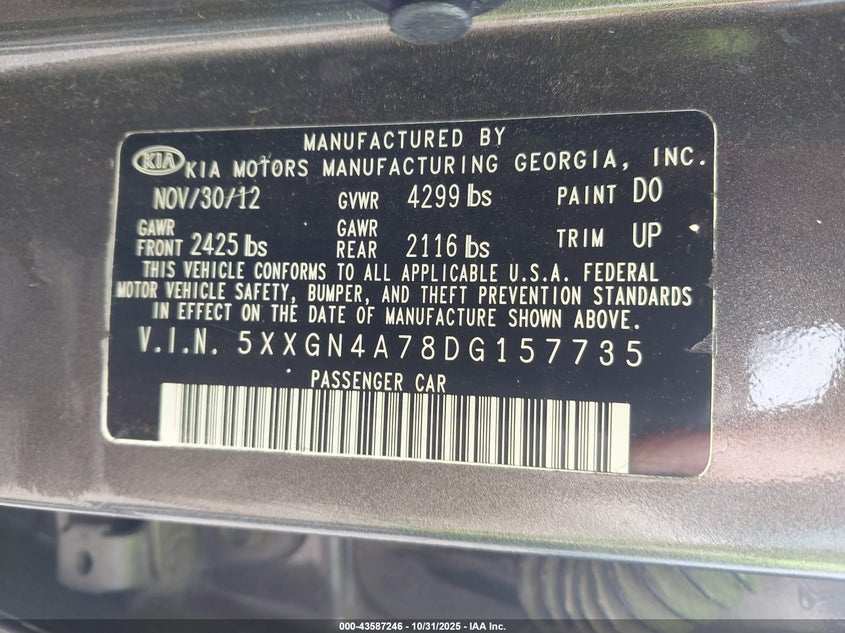 MANUFACTURED BY
KIA KIA MOTORS MANUFACTURING GEORGIA, INC.
NOV/30/12 GVWR 4299 lbs PAINT D0
GAWR FRONT 2425 lbs GAWR REAR 2116 lbs TRIM UP
THIS VEHICLE CONFORMS TO ALL APPLICABLE U.S.A. FEDERAL
MOTOR VEHICLE SAFETY, BUMPER, AND THEFT PREVENTION STANDARDS
IN EFFECT ON THE DATE OF MANUFACTURE SHOWN ABOVE.
V.I.N. 5XXGN4A78DG157735
PASSENGER CAR
000-43587246 - 10/31/2025 - IAA Inc.